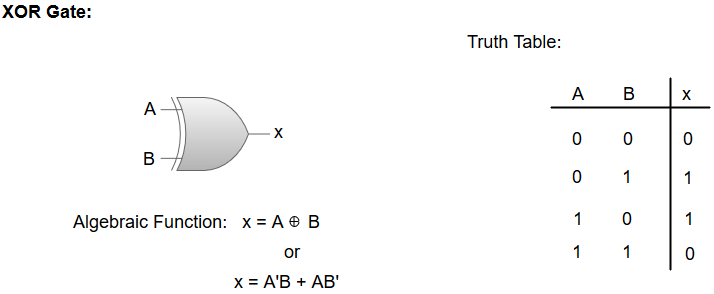 XOR Gate:
Truth Table:
A B x
A
B
x
0 0 0
0 1 1
1 0 1
1 1 0
Algebraic Function: x = A ⊕ B
or
x = A'B + AB'